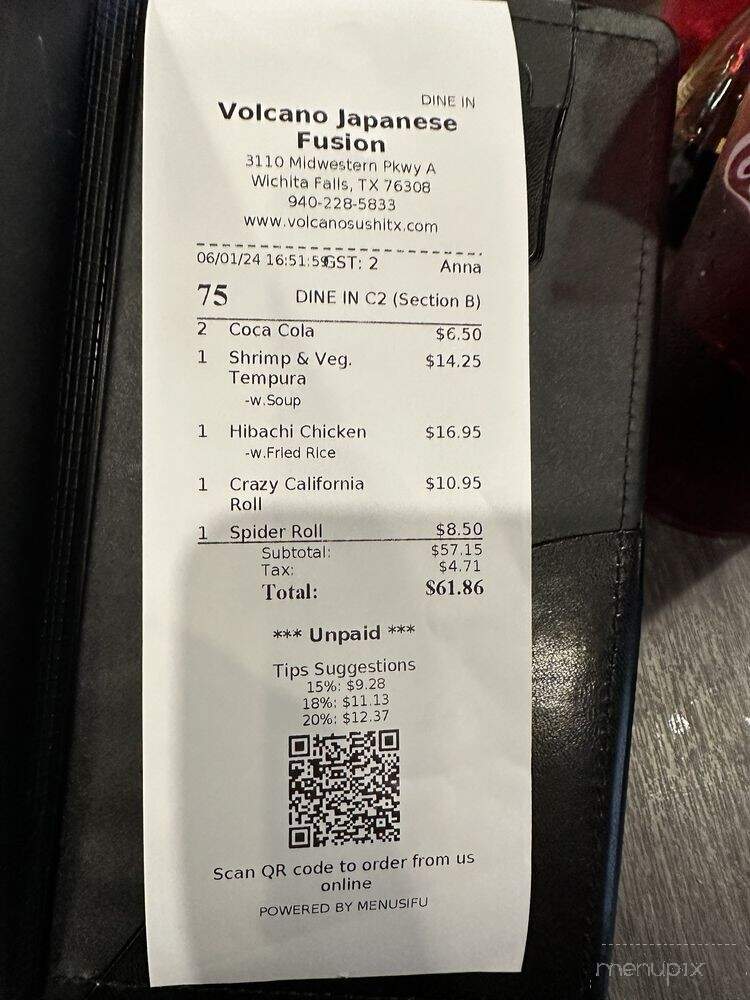 DINE IN
Volcano Japanese
Fusion
3110 Midwestern Pkwy A
Wichita Falls, TX 76308
940-228-5833
www.volcanosushitx.com
06/01/24 16:51:59 GST: 2 Anna
75 DINE IN C2 (Section B)
2 Coca Cola $6.50
1 Shrimp & Veg. $14.25
Tempura
-w.Soup
1 Hibachi Chicken $16.95
-w.Fried Rice
1 Crazy California $10.95
Roll
1 Spider Roll $8.50
Subtotal: $57.15
Tax: $4.71
Total: $61.86
*** Unpaid ***
Tips Suggestions
15%: $9.28
18%: $11.13
20%: $12.37
Scan QR code to order from us
online
POWERED BY MENUSIFU
menupix